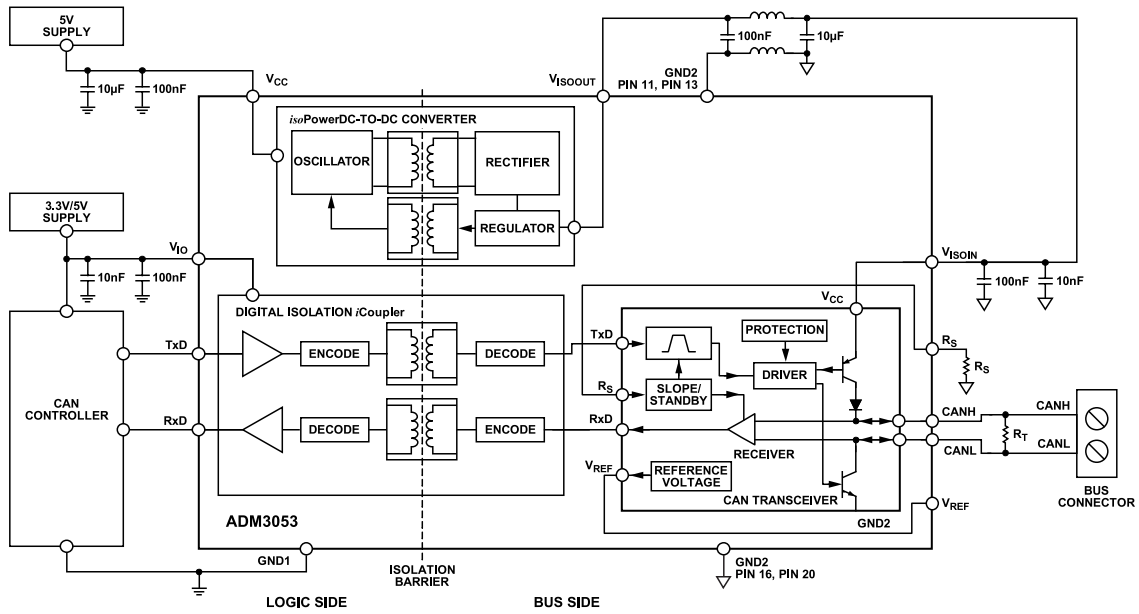 5V
SUPPLY
10µF
100nF
VCC
VISOOUT
100nF
10µF
GND2
PIN 11, PIN 13
isoPowerDC-TO-DC CONVERTER
OSCILLATOR
RECTIFIER
REGULATOR
3.3V/5V
SUPPLY
VIO
10nF
100nF
VISOIN
100nF
10nF
DIGITAL ISOLATION iCoupler
VCC
TxD
ENCODE
DECODE
TxD
PROTECTION
DRIVER
RS
SLOPE/
STANDBY
RS
RS
CAN
CONTROLLER
RxD
DECODE
ENCODE
RxD
RECEIVER
CANH
CANH
RT
CANL
CANL
VREF
REFERENCE
VOLTAGE
CAN TRANSCEIVER
GND2
VREF
BUS
CONNECTOR
ADM3053
GND1
ISOLATION
BARRIER
GND2
PIN 16, PIN 20
LOGIC SIDE
BUS SIDE